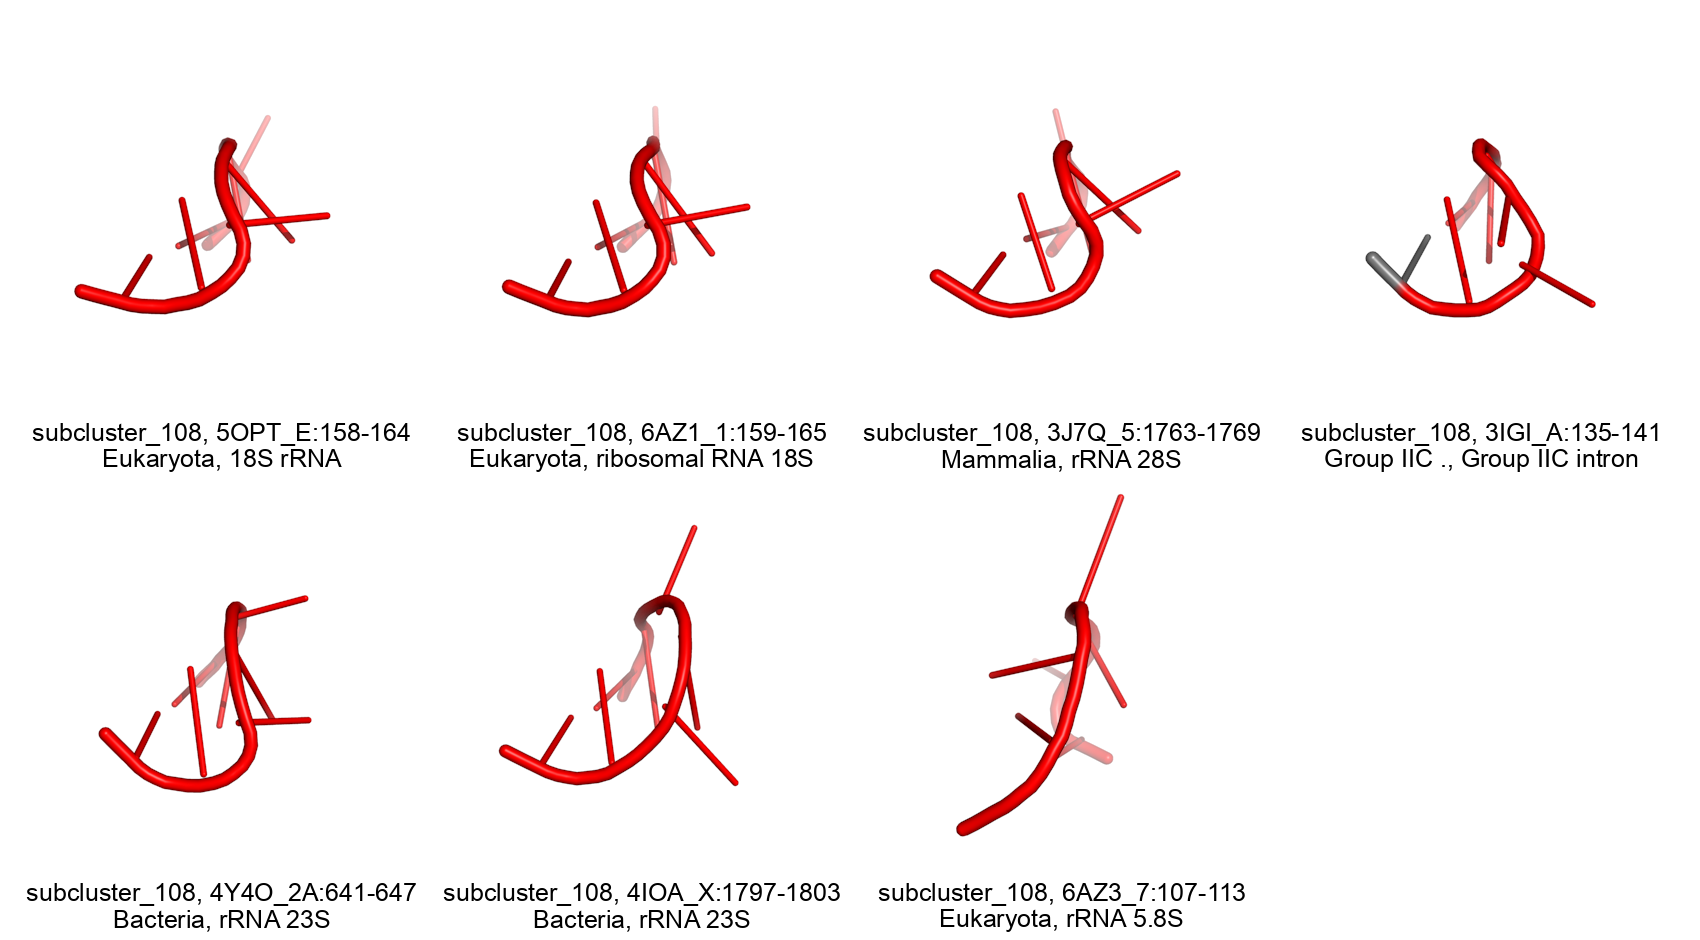 subcluster_108, 5OPT_E:158-164
Eukaryota, 18S rRNA
subcluster_108, 6AZ1_1:159-165
Eukaryota, ribosomal RNA 18S
subcluster_108, 3J7Q_5:1763-1769
Mammalia, rRNA 28S
subcluster_108, 3IGI_A:135-141
Group IIC ., Group IIC intron
subcluster_108, 4Y4O_2A:641-647
Bacteria, rRNA 23S
subcluster_108, 4IOA_X:1797-1803
Bacteria, rRNA 23S
subcluster_108, 6AZ3_7:107-113
Eukaryota, rRNA 5.8S